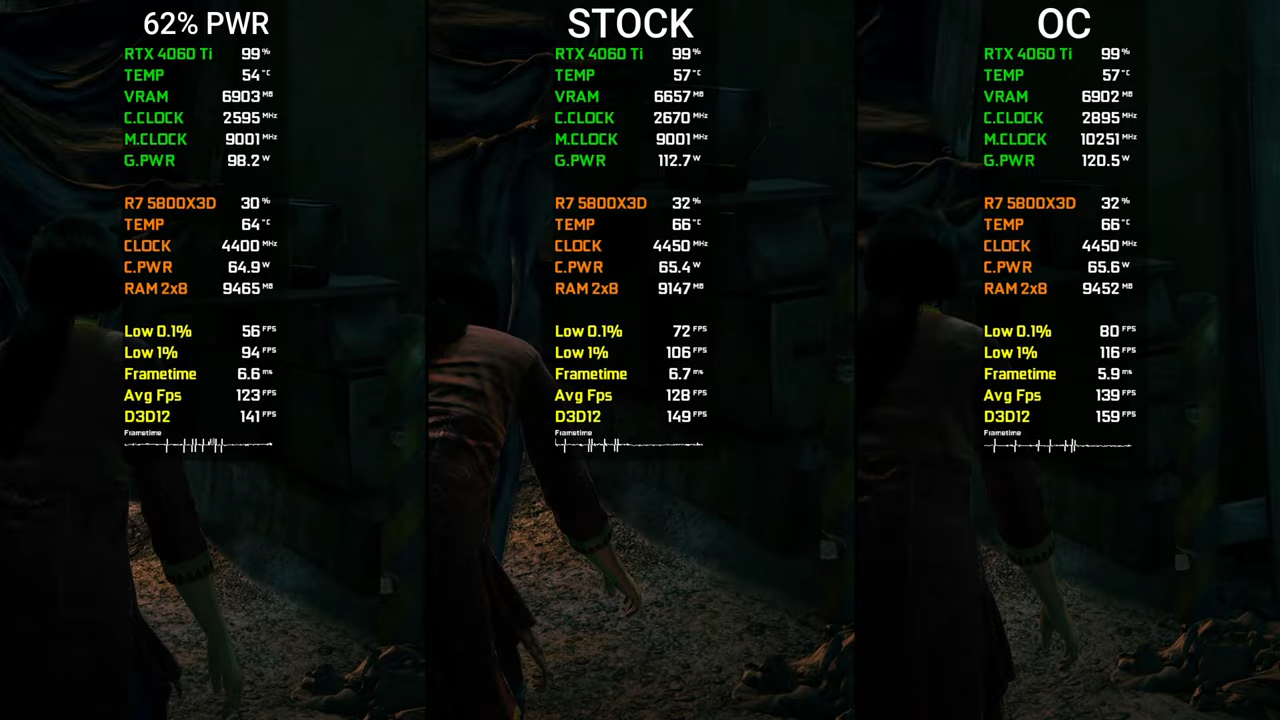 62% PWR
RTX 4060 Ti 99%
TEMP 54°C
VRAM 6903 MB
C.CLOCK 2595 MHz
M.CLOCK 9001 MHz
G.PWR 98.2 W
R7 5800X3D 30%
TEMP 64°C
CLOCK 4400 MHz
C.PWR 64.9 W
RAM 2x8 9465 MB
Low 0.1% 56 FPS
Low 1% 94 FPS
Frametime 6.6 ms
Avg Fps 123 FPS
D3D12 141 FPS
Frametime
STOCK
RTX 4060 Ti 99%
TEMP 57°C
VRAM 6657 MB
C.CLOCK 2670 MHz
M.CLOCK 9001 MHz
G.PWR 112.7 W
R7 5800X3D 32%
TEMP 66°C
CLOCK 4450 MHz
C.PWR 65.4 W
RAM 2x8 9147 MB
Low 0.1% 72 FPS
Low 1% 106 FPS
Frametime 6.7 ms
Avg Fps 128 FPS
D3D12 149 FPS
Frametime
OC
RTX 4060 Ti 99%
TEMP 57°C
VRAM 6902 MB
C.CLOCK 2895 MHz
M.CLOCK 10251 MHz
G.PWR 120.5 W
R7 5800X3D 32%
TEMP 66°C
CLOCK 4450 MHz
C.PWR 65.6 W
RAM 2x8 9452 MB
Low 0.1% 80 FPS
Low 1% 116 FPS
Frametime 5.9 ms
Avg Fps 139 FPS
D3D12 159 FPS
Frametime